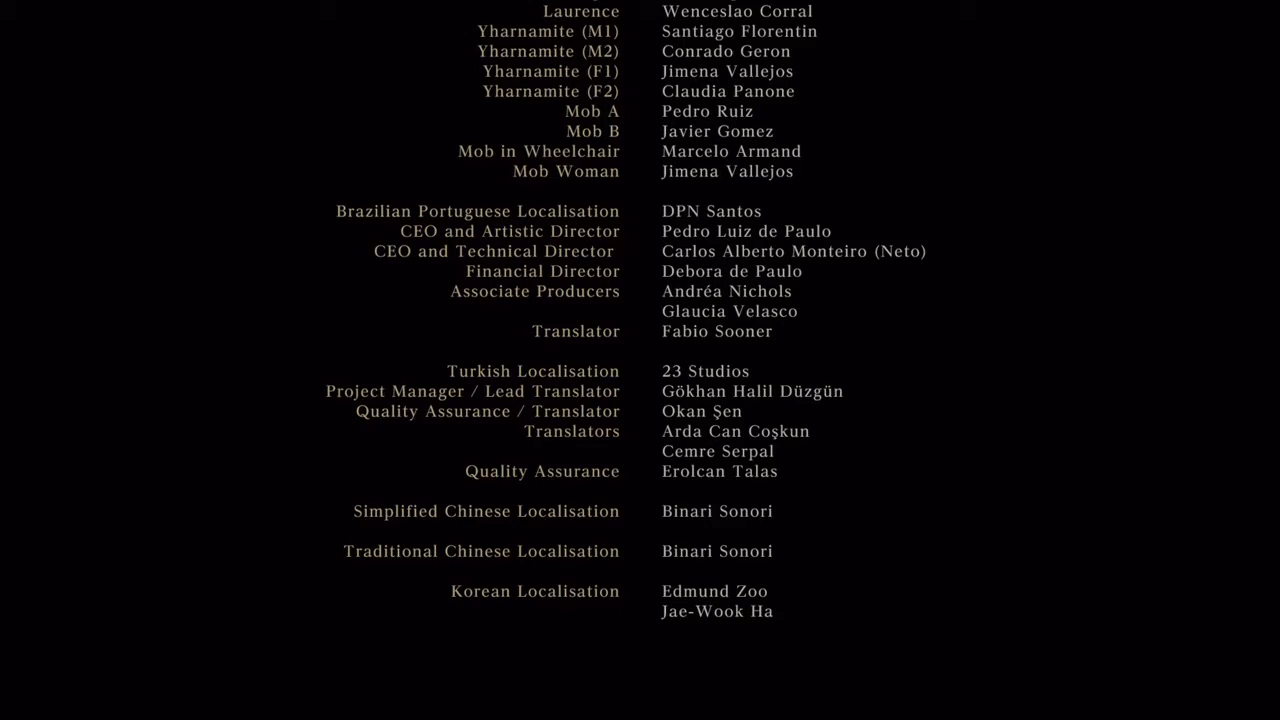 Laurence Wenceslao Corral
Yharnamite (M1) Santiago Florentin
Yharnamite (M2) Conrado Geron
Yharnamite (F1) Jimena Vallejos
Yharnamite (F2) Claudia Panone
Mob A Pedro Ruiz
Mob B Javier Gomez
Mob in Wheelchair Marcelo Armand
Mob Woman Jimena Vallejos
Brazilian Portuguese Localisation DPN Santos
CEO and Artistic Director Pedro Luiz de Paulo
CEO and Technical Director Carlos Alberto Monteiro (Neto)
Financial Director Debora de Paulo
Associate Producers Andréa Nichols
Glaucia Velasco
Translator Fabio Sooner
Turkish Localisation 23 Studios
Project Manager / Lead Translator Gökhan Halil Düzgün
Quality Assurance / Translator Okan Şen
Translators Arda Can Coşkun
Cemre Serpal
Quality Assurance Erolcan Talas
Simplified Chinese Localisation Binari Sonori
Traditional Chinese Localisation Binari Sonori
Korean Localisation Edmund Zoo
Jae-Wook Ha